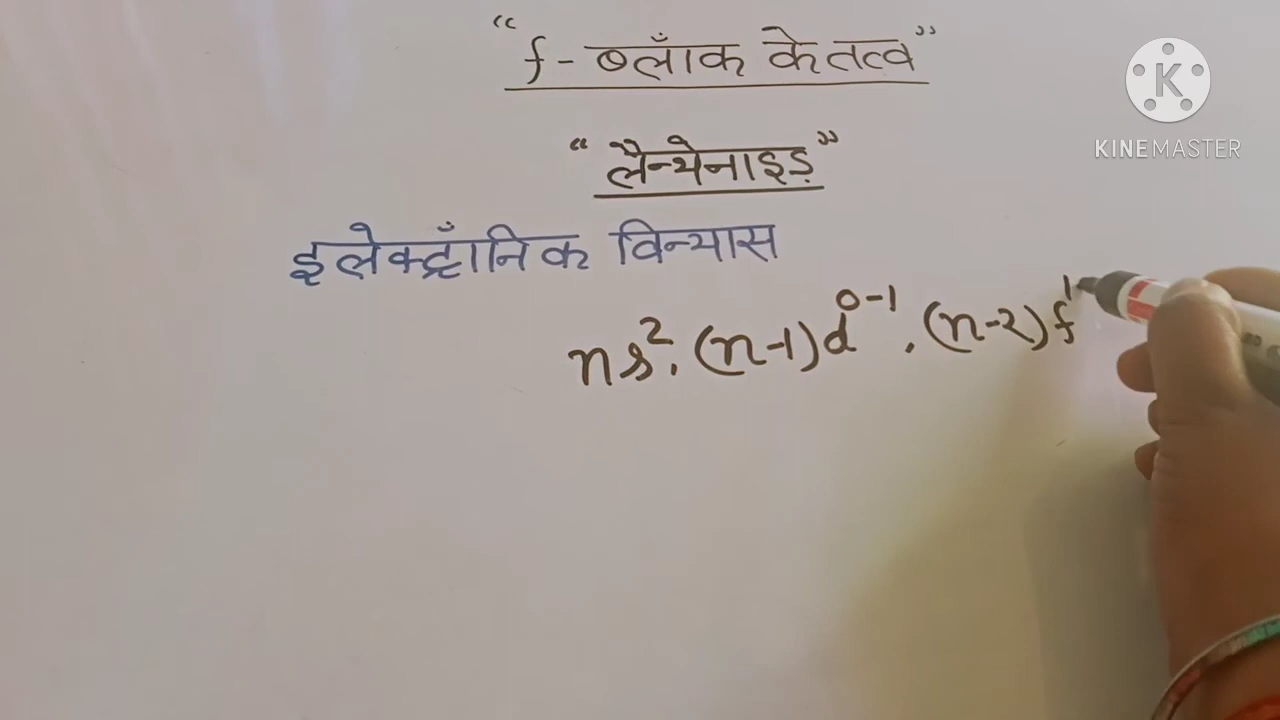 “f - ब्लॉक के तत्व”
K
KINEMASTER
“लैन्थेनाइड़”
इलेक्ट्रॉनिक विन्यास
ns², (n-1)d⁰⁻¹, (n-2)f¹